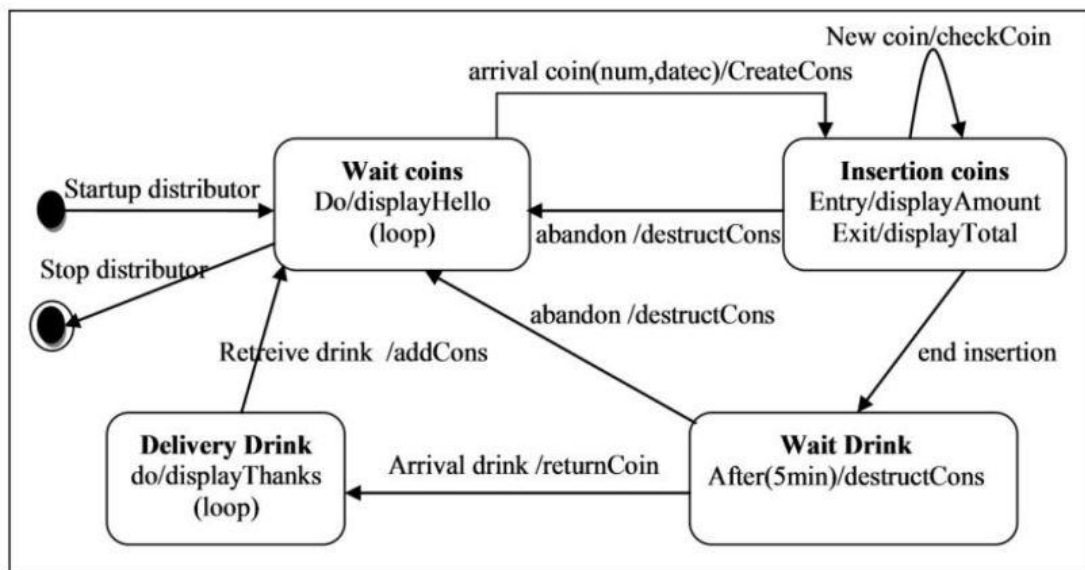 New coin/checkCoin
arrival coin(num,datec)/CreateCons
Wait coins
Do/displayHello
(loop)
Insertion coins
Entry/displayAmount
Exit/displayTotal
Startup distributor
abandon /destructCons
Stop distributor
abandon /destructCons
Retreive drink /addCons
end insertion
Delivery Drink
do/displayThanks
(loop)
Arrival drink /returnCoin
Wait Drink
After(5min)/destructCons